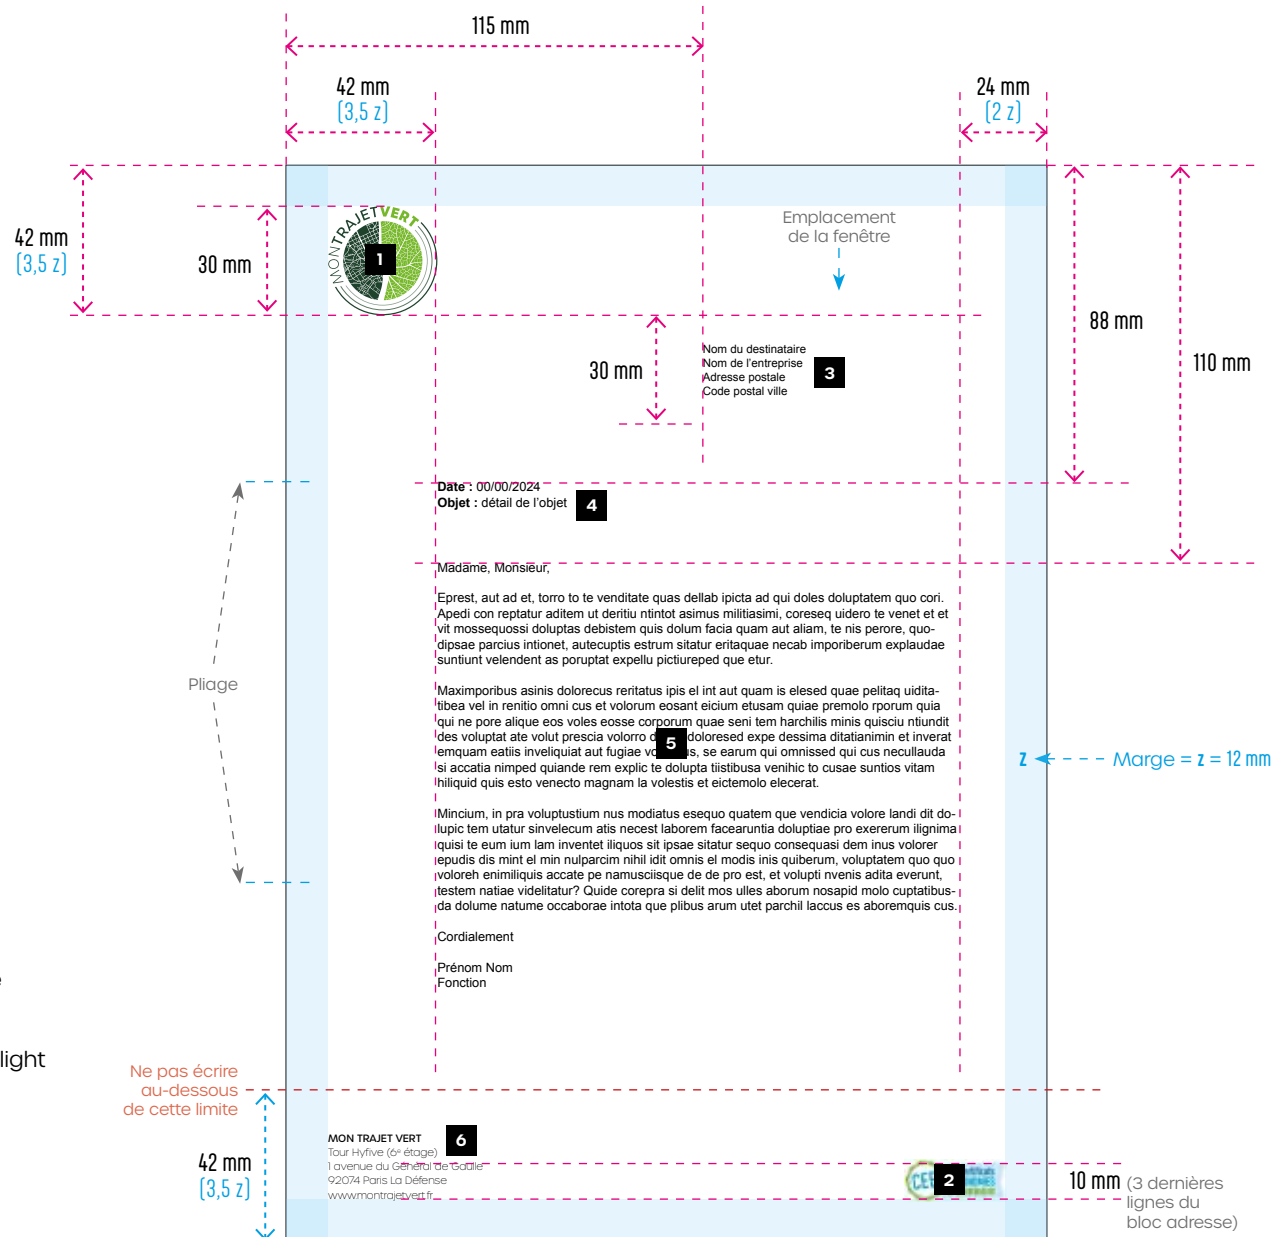 115 mm
42 mm
(3,5 z)
24 mm
(2 z)
42 mm
(3,5 z)
30 mm
MONTRAJETVERT
1
Emplacement
de la fenêtre
88 mm
110 mm
30 mm
Nom du destinataire
Nom de l'entreprise
Adresse postale
Code postal ville
3
Date : 00/00/2024
Objet : détail de l'objet
4
Madame, Monsieur,
Eprest, aut ad et, torro to te venditate quas dellab ipicta ad qui doles doluptatem quo cori.
Apedi con reptatur aditem ut deritiu ntintot asimus militiasimi, coreseq uidero te venet et et
vit mossequossi doluptas debistem quis dolum facia quam aut aliam, te nis perore, quo-
dipsae parcius intionet, autecuptis estrum sitatur eritaquae necab imporiberum explaudae
suntiunt velendent as poruptat expellu pictiureped que etur.
Pliage
Maximporibus asinis dolorecus reritatus ipis el int aut quam is elesed quae pelitaq uidita-
tibea vel in renitio omni cus et volorum eosant eicium etusam quiae premolo rporum quia
qui ne pore alique eos voles eosse corporum quae seni tem harchilis minis quisciu ntiundit
des voluptat ate volut prescia volorro d doloresed expe dessima ditatianimin et inverat
emquam eatiis inveliquiat aut fugiae vo s, se earum qui omnissed qui cus necullauda
si accatia nimped quiande rem explic te dolupta tiistibusa venihic to cusae suntios vitam
hiliquid quis esto venecto magnam la volestis et eictemolo elecerat.
5
z
Marge = z = 12 mm
Mincium, in pra voluptustium nus modiatus esequo quatem que vendicia volore landi dit do-
lupic tem utatur sinvelecum atis necest laborem facearuntia doluptiae pro exererum ilignima
quisi te eum ium lam inventet iliquos sit ipsae sitatur sequo consequasi dem inus volorer
epudis dis mint el min nulparcim nihil idit omnis el modis inis quiberum, voluptatem quo quo
voloreh enimiliquis accate pe namusciisque de de pro est, et volupti nvenis adita everunt,
testem natiae videlitatur? Quide corepra si delit mos ulles aborum nosapid molo cuptatibus-
da dolume natume occaborae intota que plibus arum utet parchil laccus es aboremquis cus.
Cordialement
Prénom Nom
Fonction
light
Ne pas écrire
au-dessous
de cette limite
42 mm
(3,5 z)
MON TRAJET VERT
Tour Hyfive (6e étage)
1 avenue du Général de Gaulle
92074 Paris La Défense
www.montrajetvert.fr
6
CEE
2
10 mm
(3 dernières
lignes du
bloc adresse)